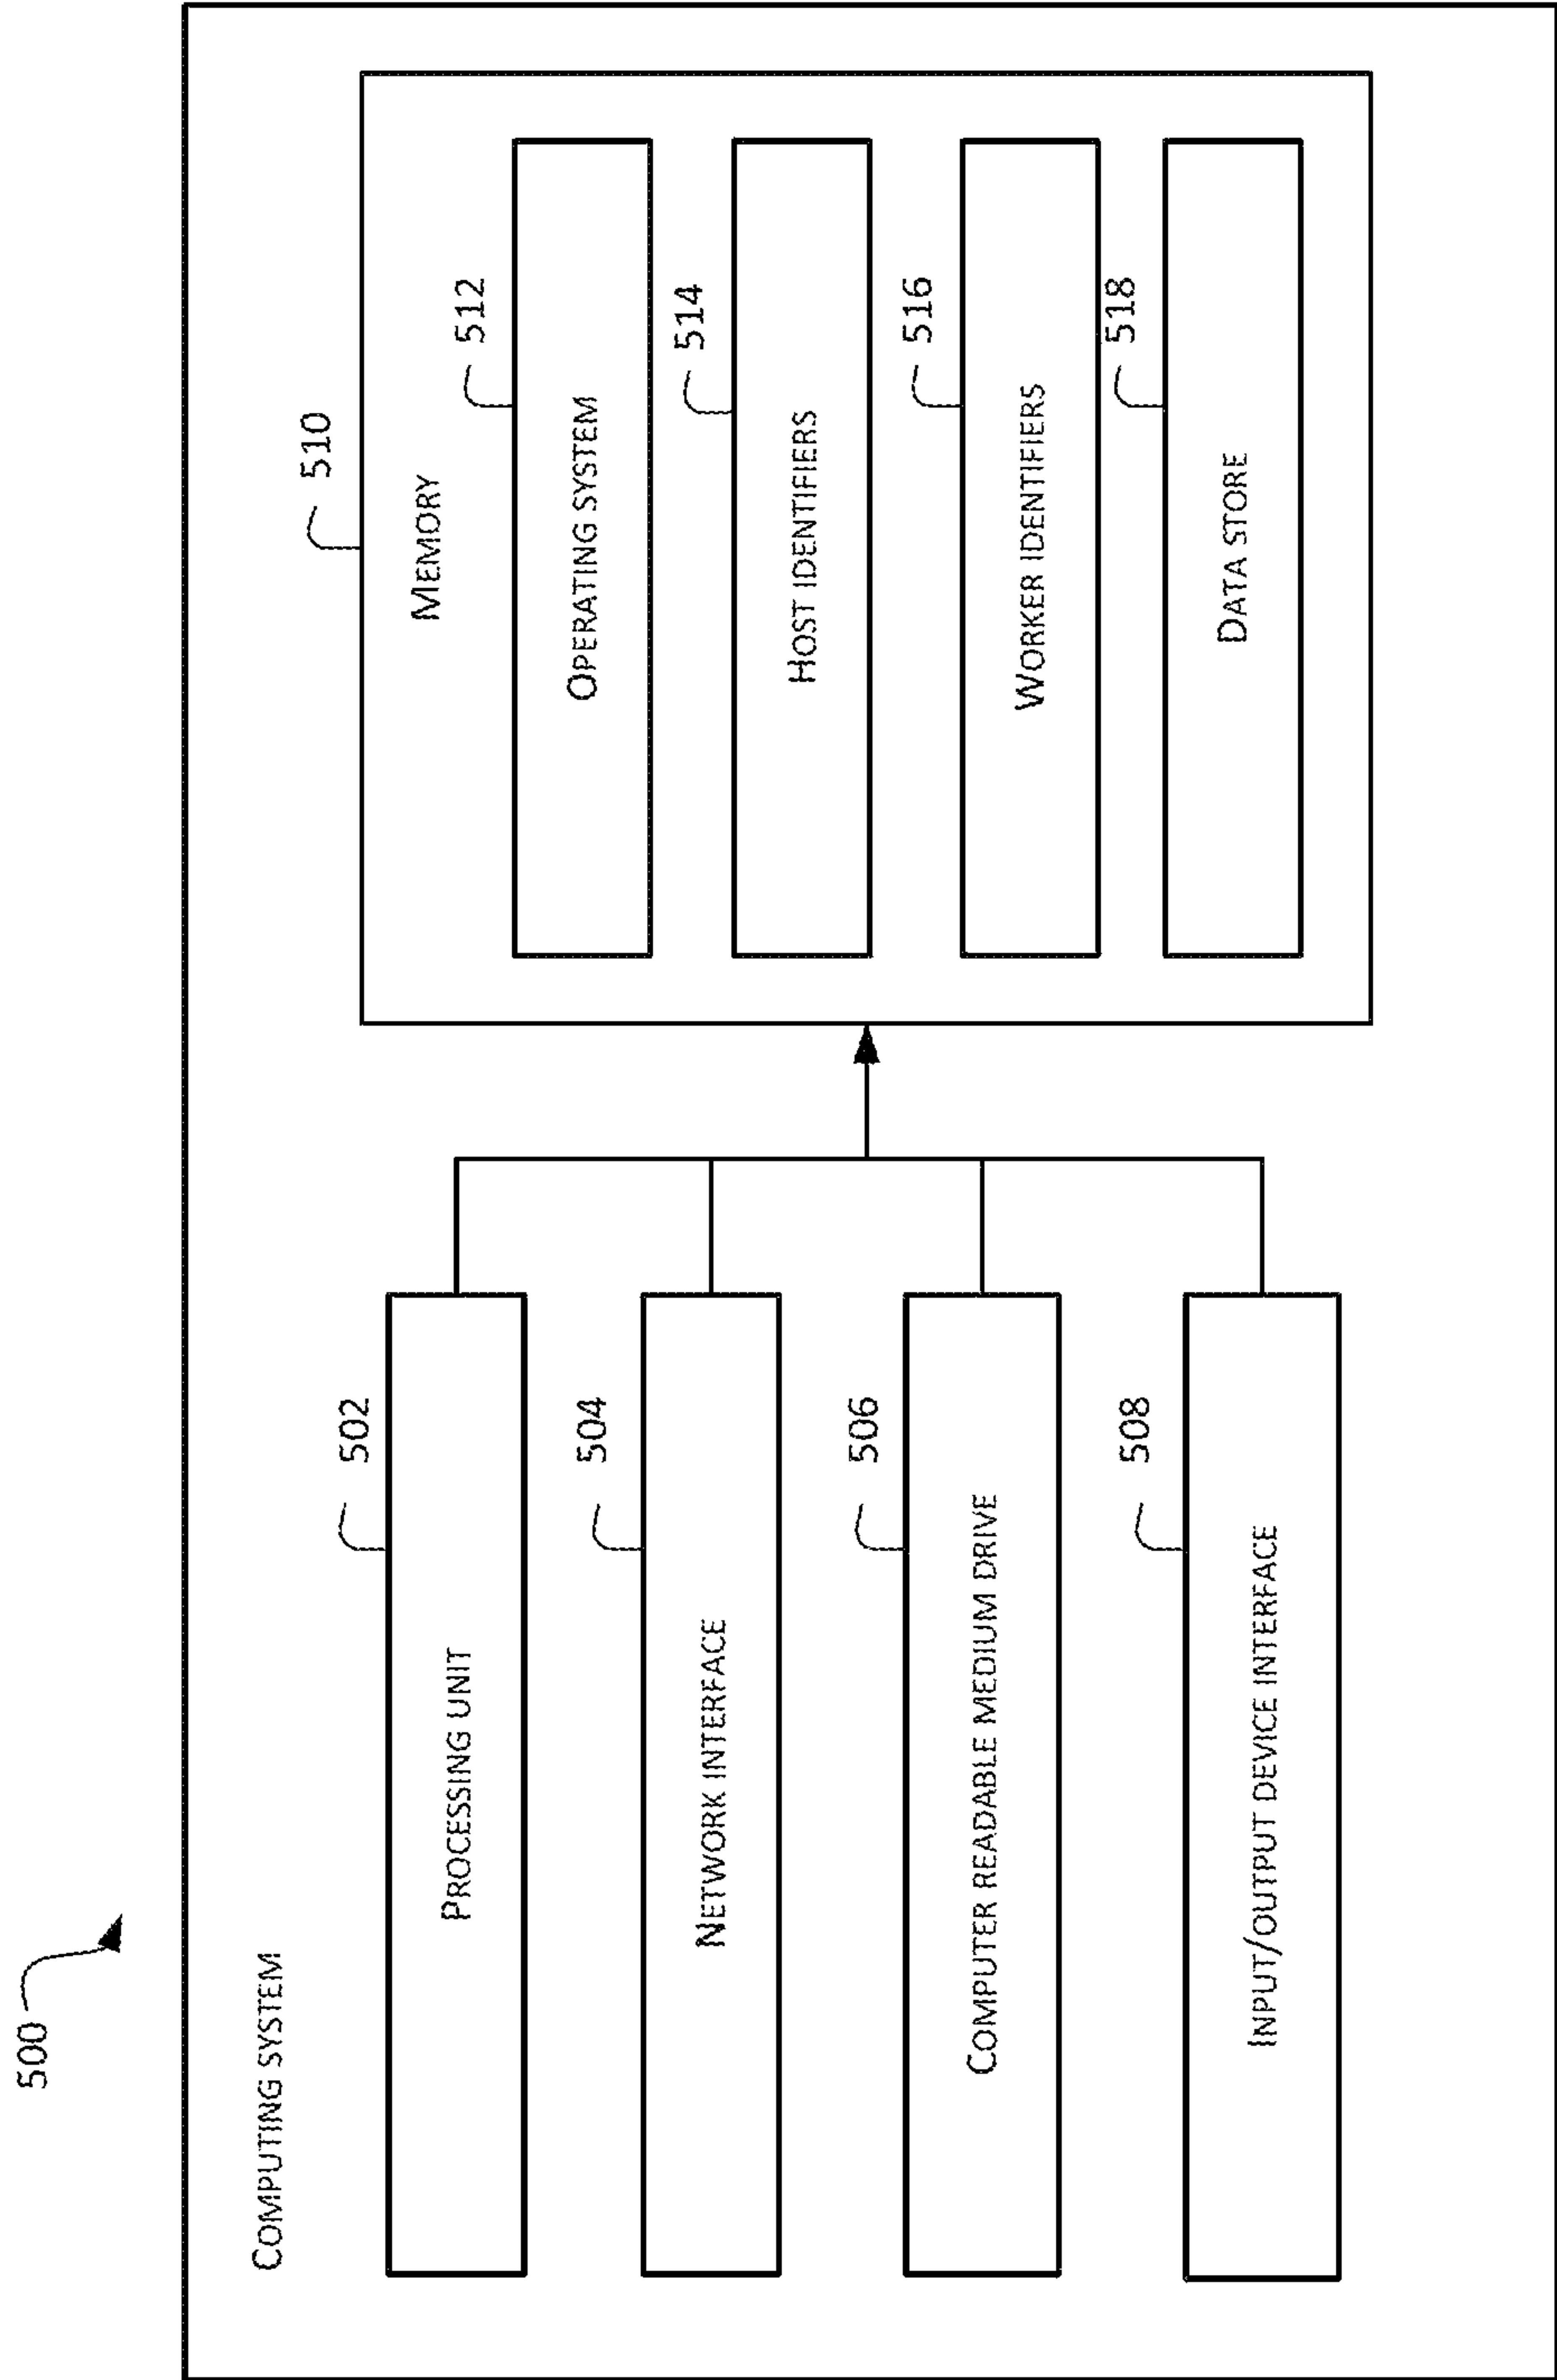 500
COMPUTING SYSTEM
502
PROCESSING UNIT
504
NETWORK INTERFACE
506
COMPUTER READABLE MEDIUM DRIVE
508
INPUT/OUTPUT DEVICE INTERFACE
510
MEMORY
512
OPERATING SYSTEM
514
HOST IDENTIFIERS
516
WORKER IDENTIFIERS
518
DATA STORE